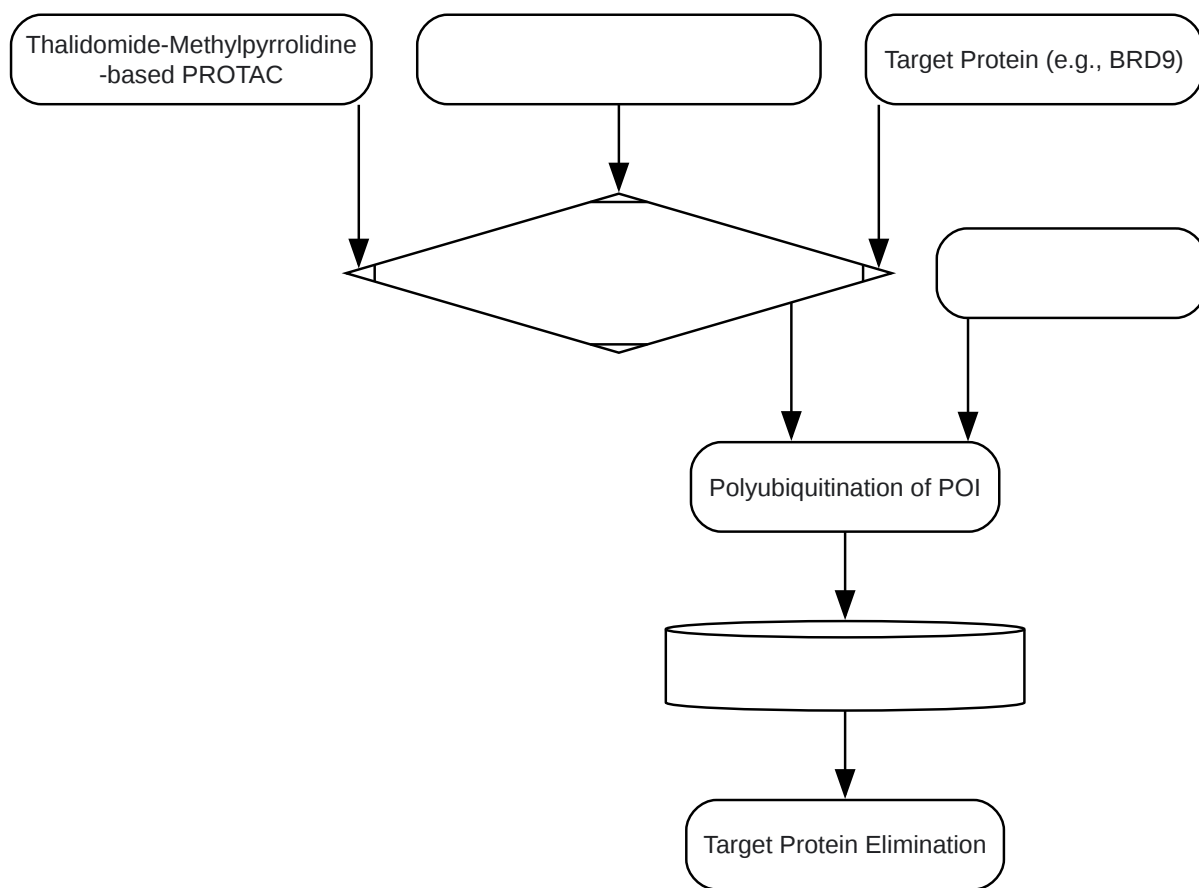 Thalidomide-Methylpyrrolidine
-based PROTAC
Target Protein (e.g., BRD9)
Polyubiquitination of POI
Target Protein Elimination